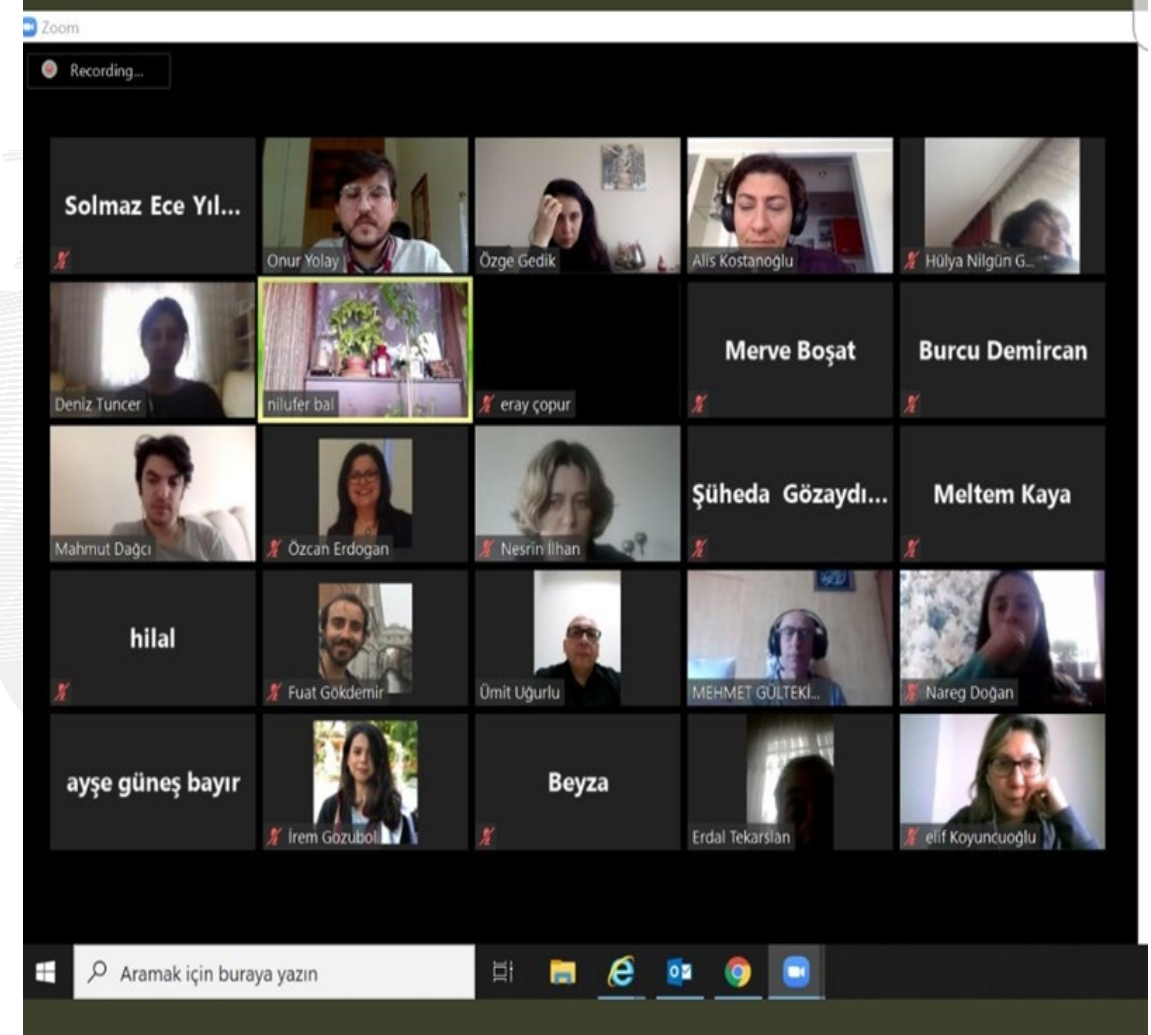 Zoom
Recording...
Solmaz Ece Yıl...
Onur Yolay
Özge Gedik
Alis Kostanoğlu
Hülya Nilgün G...
Deniz Tuncer
nilufer bal
eray çopur
Merve Boşat
Burcu Demircan
Mahmut Dağcı
Özcan Erdogan
Nesrin İlhan
Şüheda Gözaydı...
Meltem Kaya
hilal
Fuat Gökdemir
Ümit Uğurlu
MEHMET GÜLTEKİ...
Nareg Doğan
ayşe güneş bayır
İrem Gozubol
Beyza
Erdal Tekarslan
elif Koyuncuoğlu
Aramak için buraya yazın